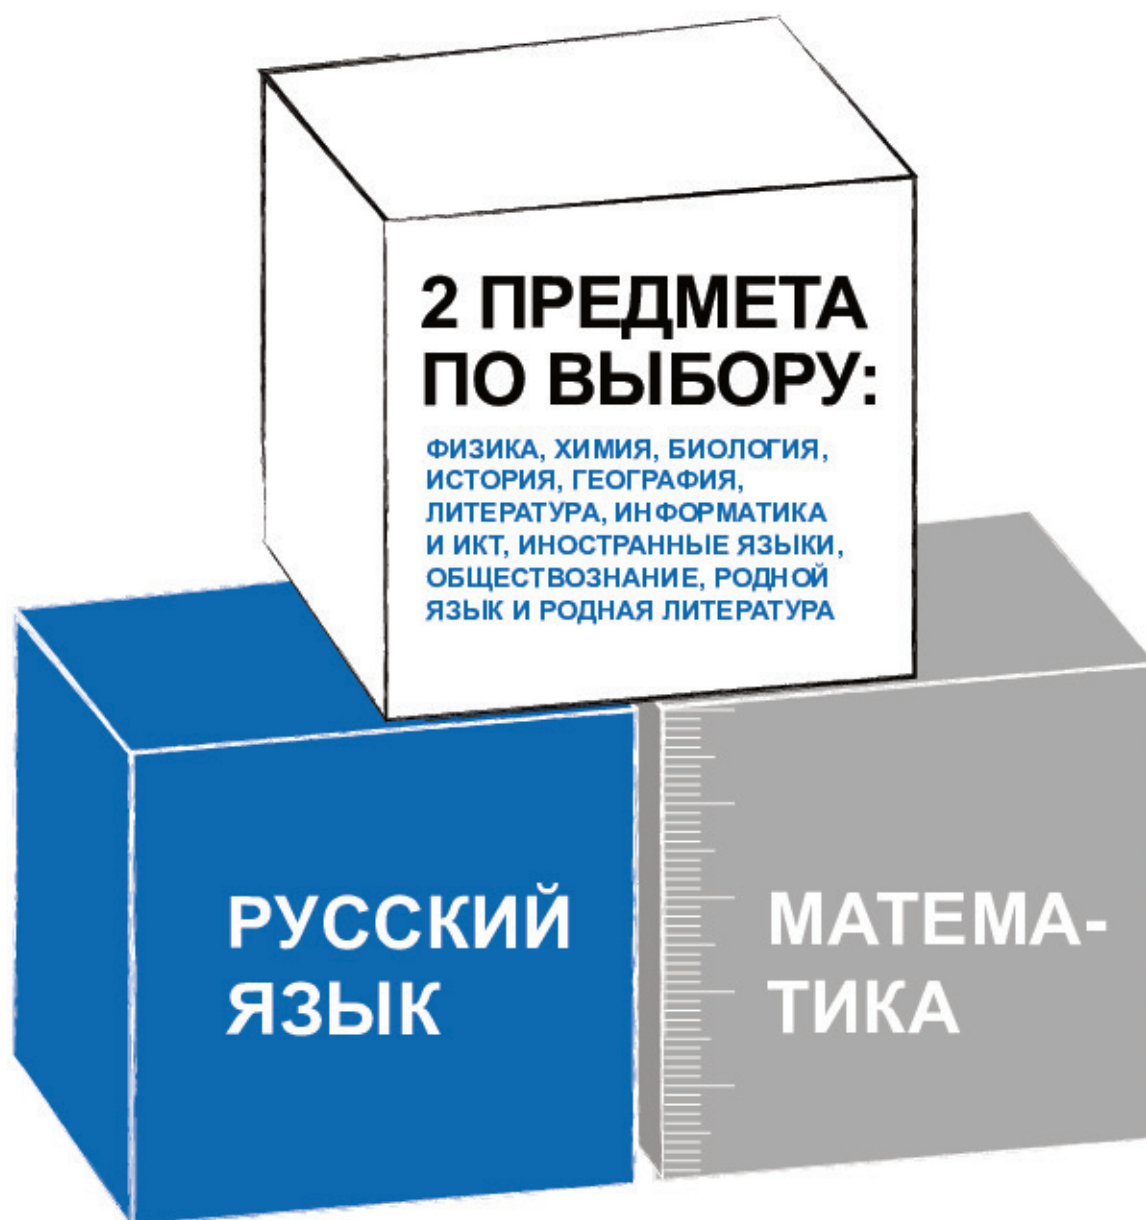 2 ПРЕДМЕТА
ПО ВЫБОРУ:
ФИЗИКА, ХИМИЯ, БИОЛОГИЯ,
ИСТОРИЯ, ГЕОГРАФИЯ,
ЛИТЕРАТУРА, ИНФОРМАТИКА
И ИКТ, ИНОСТРАННЫЕ ЯЗЫКИ,
ОБЩЕСТВОЗНАНИЕ, РОДНОЙ
ЯЗЫК И РОДНАЯ ЛИТЕРАТУРА
РУССКИЙ
ЯЗЫК
МАТЕМА-
ТИКА